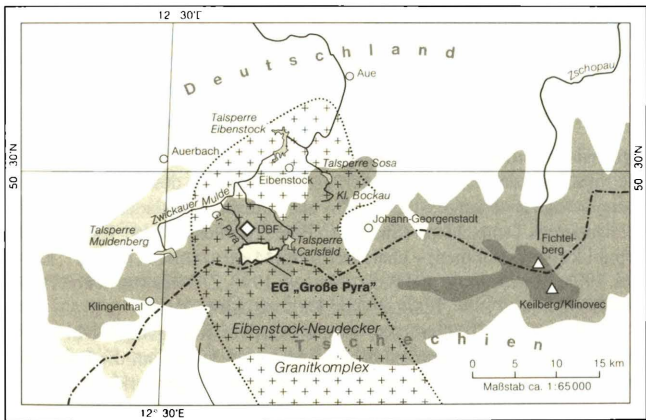 12 30'E
Deutschland
Aue
Zschopau
Talsperre
Eibenstock
Auerbach
50 30'N
50 30'N
Talsperre Sosa
Eibenstock
Kl. Bockau
Zwickauer Mulde
Gr. Pyra
DBF
Johann-Georgenstadt
Talsperre
Muldenberg
Talsperre
Carlsfeld
Fichtel-
berg
EG „Große Pyra"
Klingenthal
Keilberg/Klinovec
Eibenstock-Neudecker
Tschechien
Granitkomplex
0 5 10 15 km
Maßstab ca. 1:65000
12° 30'E